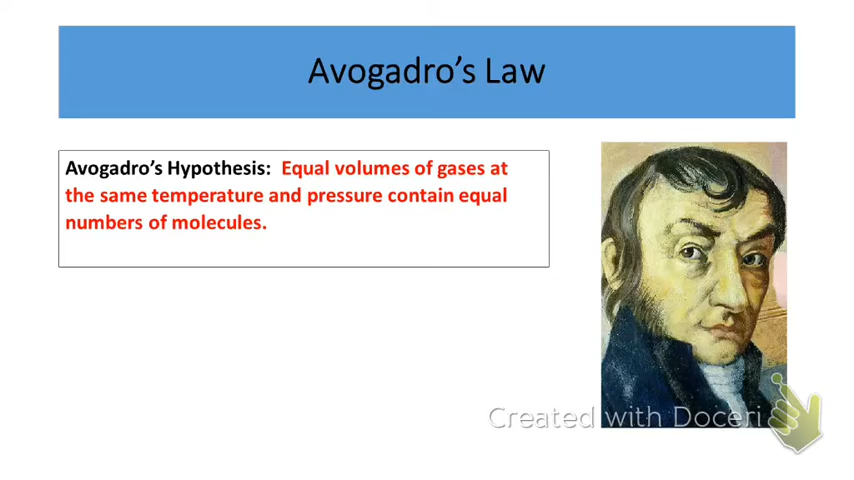 Avogadro's Law
Avogadro's Hypothesis: Equal volumes of gases at
the same temperature and pressure contain equal
numbers of molecules.
Created with Doceri